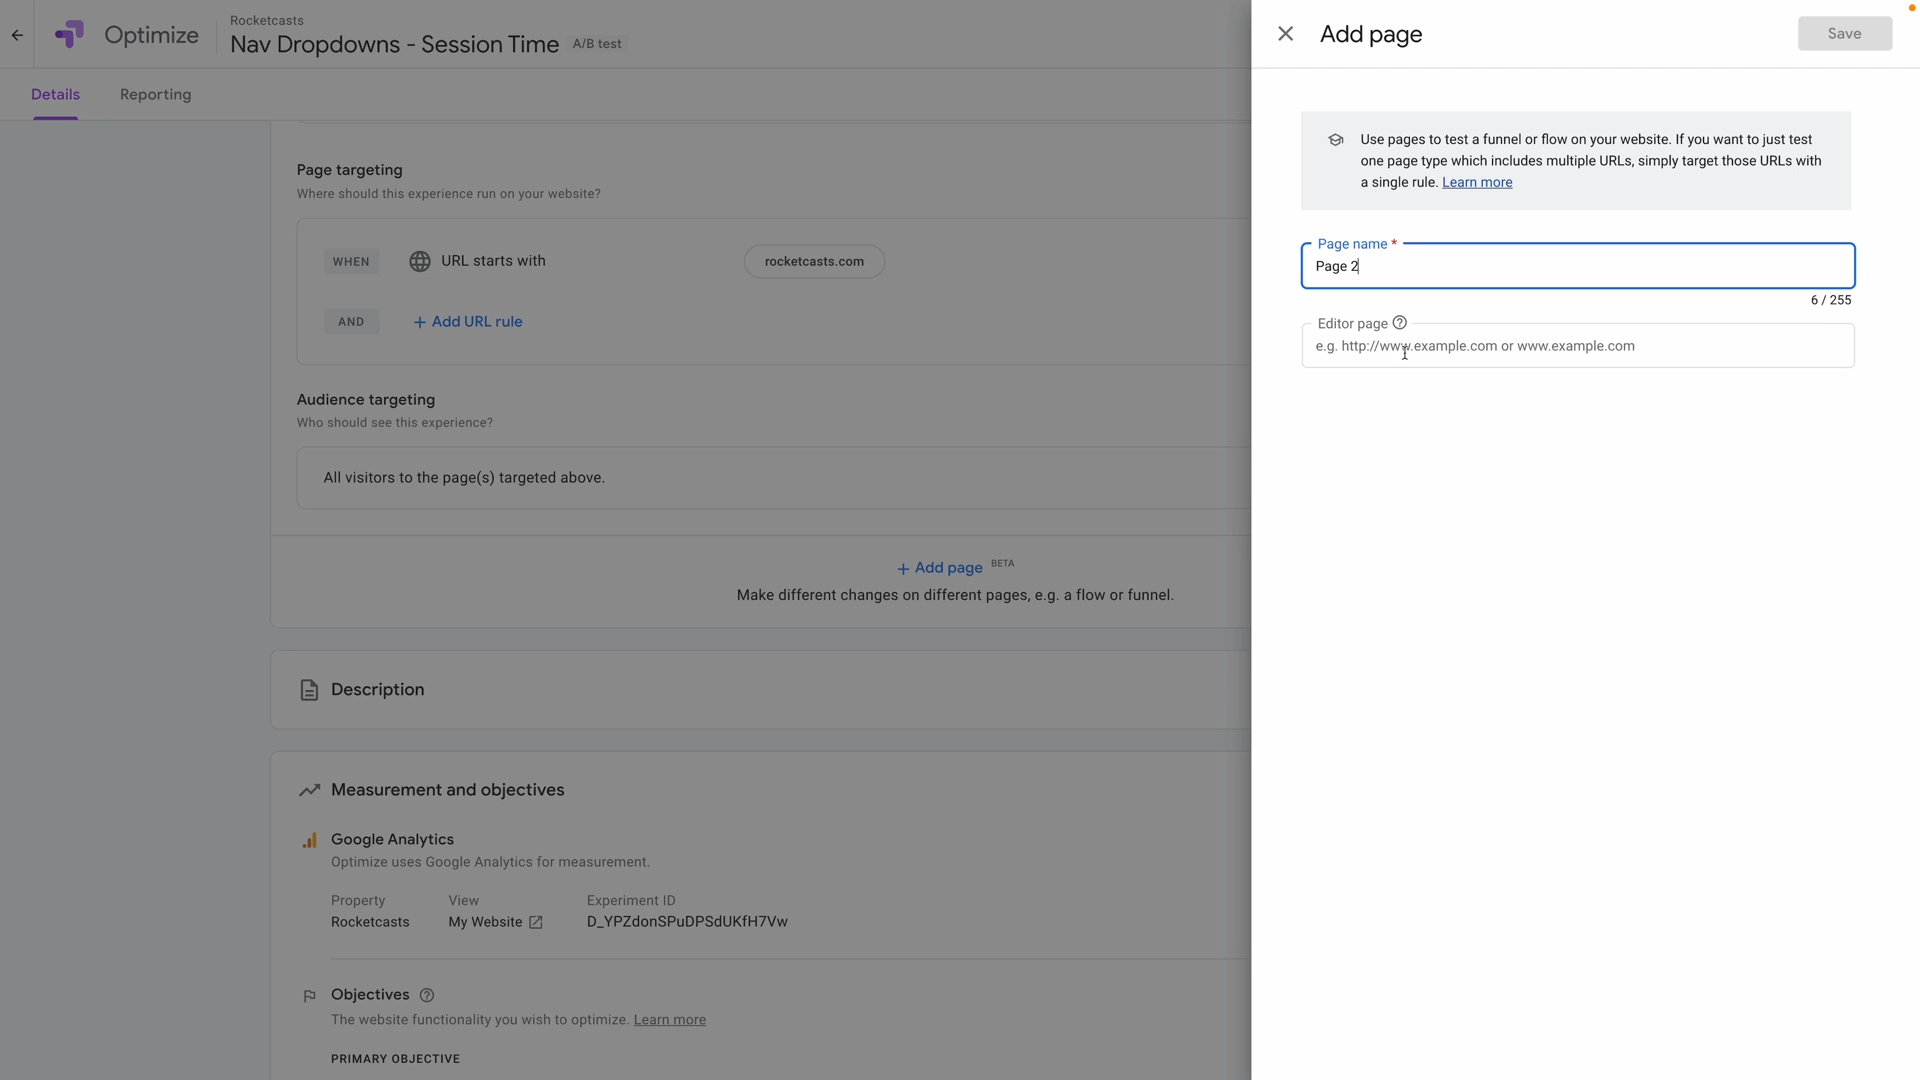 Optimize
Rocketcasts
Nav Dropdowns - Session Time A/B test
Details Reporting
Page targeting
Where should this experience run on your website?
WHEN URL starts with rocketcasts.com
AND + Add URL rule
Audience targeting
Who should see this experience?
All visitors to the page(s) targeted above.
+ Add page BETA
Make different changes on different pages, e.g. a flow or funnel.
Description
Measurement and objectives
Google Analytics
Optimize uses Google Analytics for measurement.
Property View Experiment ID
Rocketcasts My Website D_YPZdonSPuDPSdUKfH7Vw
Objectives
The website functionality you wish to optimize. Learn more
PRIMARY OBJECTIVE
Add page Save
Use pages to test a funnel or flow on your website. If you want to just test
one page type which includes multiple URLs, simply target those URLs with
a single rule. Learn more
Page name *
Page 2
6 / 255
Editor page
e.g. http://www.example.com or www.example.com